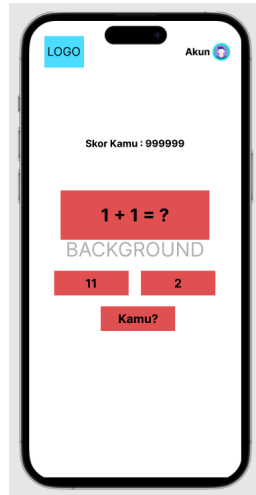 LOGO
Akun
Skor Kamu : 999999
1 + 1 = ?
BACKGROUND
11
2
Kamu?